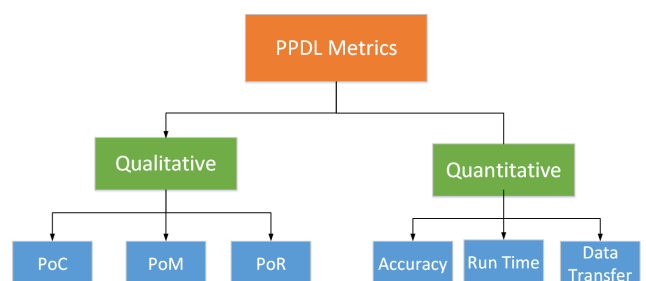 PPDL Metrics
Qualitative
Quantitative
PoC
PoM
PoR
Accuracy
Run Time
Data
Transfer